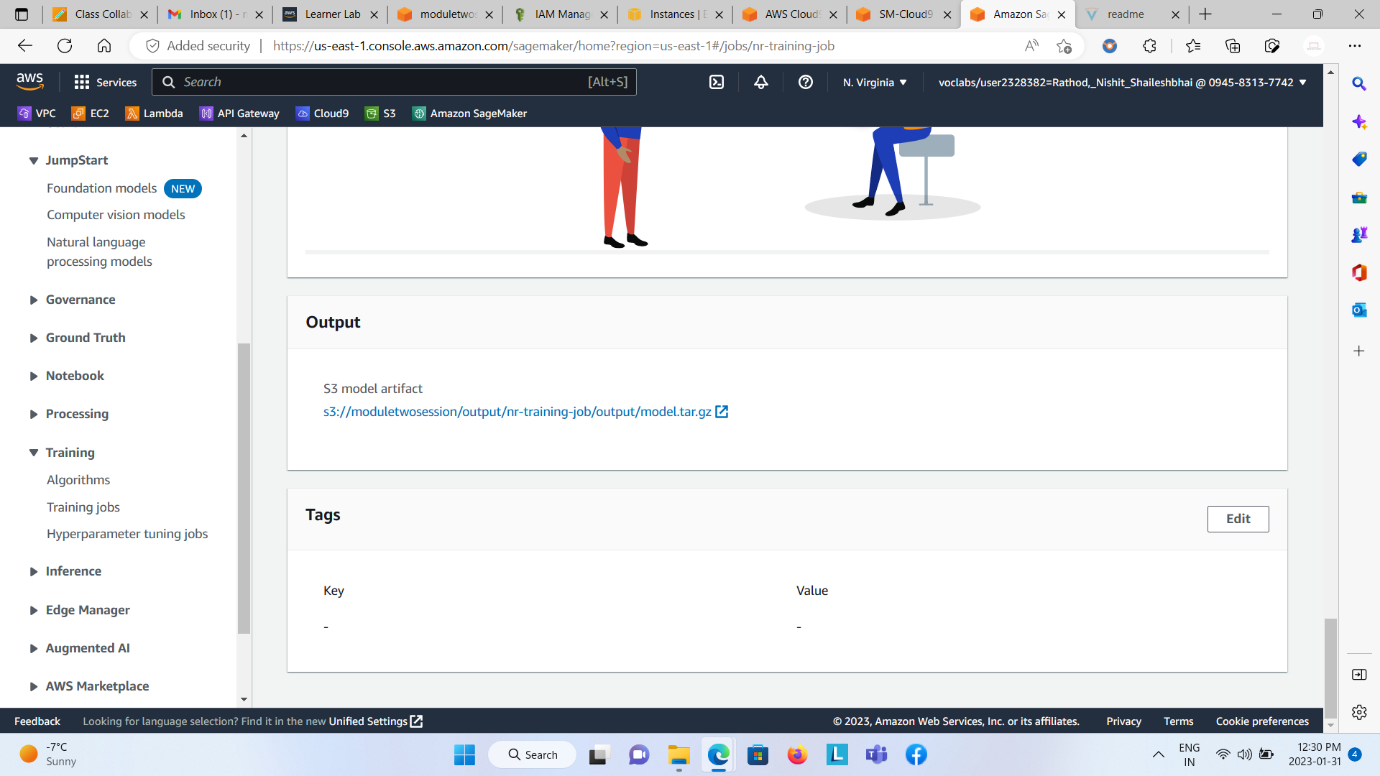 Class Collab
Inbox (1) - r
Learner Lab
moduletwos
IAM Manag
Instances | E
AWS Cloud9
SM-Cloud9
Amazon Sa
readme
Added security
https://us-east-1.console.aws.amazon.com/sagemaker/home?region=us-east-1#/jobs/nr-training-job
aws
Services
Search
[Alt+S]
N. Virginia
voclabs/user2328382=Rathod,_Nishit_Shaileshbhai @ 0945-8313-7742
VPC
EC2
Lambda
API Gateway
Cloud9
S3
Amazon SageMaker
JumpStart
Foundation models NEW
Computer vision models
Natural language
processing models
Governance
Ground Truth
Notebook
Processing
Training
Algorithms
Training jobs
Hyperparameter tuning jobs
Inference
Edge Manager
Augmented AI
AWS Marketplace
Output
S3 model artifact
s3://moduletwosession/output/nr-training-job/output/model.tar.gz
Tags
Edit
Key
Value
-
-
Feedback
Looking for language selection? Find it in the new Unified Settings
© 2023, Amazon Web Services, Inc. or its affiliates.
Privacy
Terms
Cookie preferences
-7°C
Sunny
Search
ENG
IN
12:30 PM
2023-01-31
4